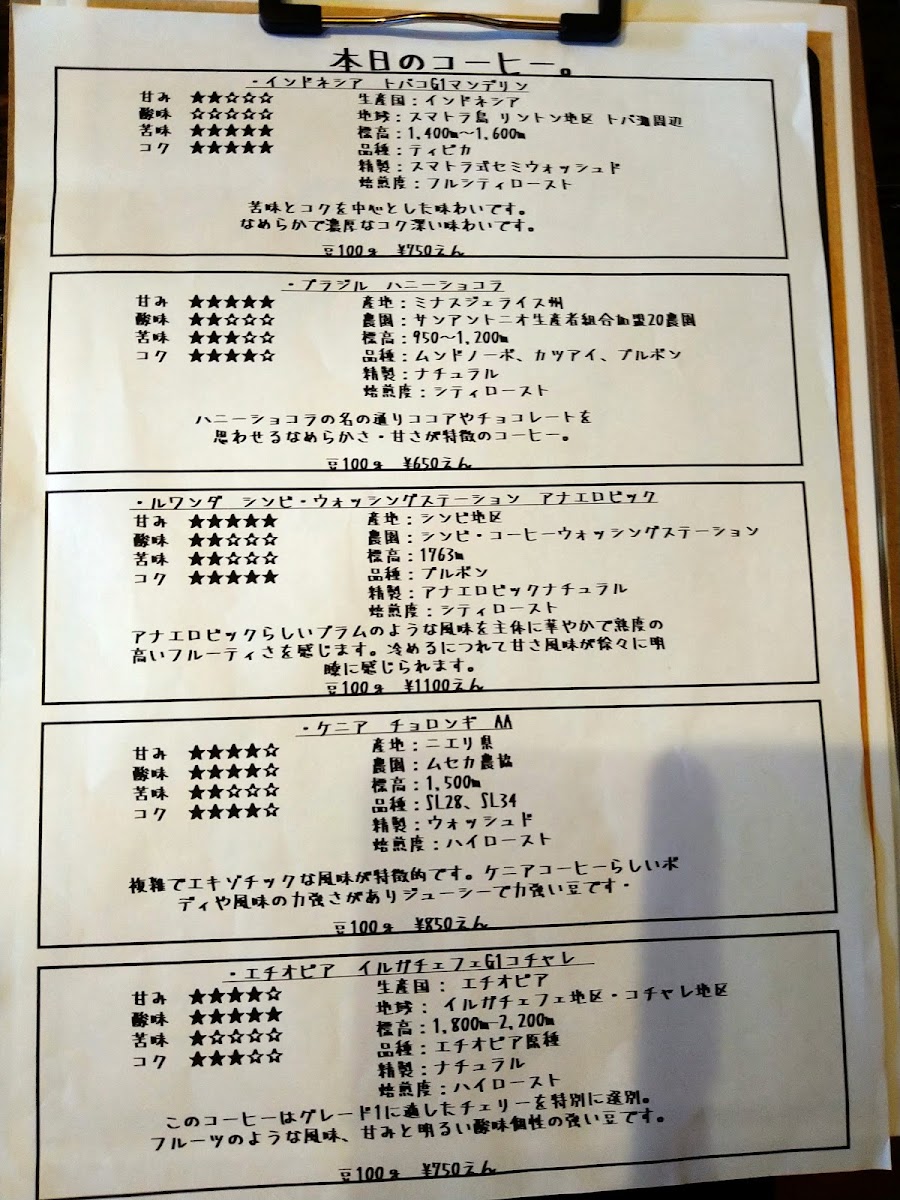 本日のコーヒー。
・インドネシア トバコG1マンデリン
甘み ★★☆☆☆ 生産国：インドネシア
酸味 ☆☆☆☆☆ 地域：スマトラ島 リントン地区 トバ湖周辺
苦味 ★★★★★ 標高：1,400m～1,600m
コク ★★★★★ 品種：ティピカ
精製：スマトラ式セミウォッシュド
焙煎度：フルシティロースト
苦味とコクを中心とした味わいです。
なめらかで濃厚なコク深い味わいです。
豆100g ¥750えん
・ブラジル ハニーショコラ
甘み ★★★★★ 産地：ミナスジェライス州
酸味 ★★☆☆☆ 農園：サンアントニオ生産者組合加盟20農園
苦味 ★★★☆☆ 標高：950～1,200m
コク ★★★★☆ 品種：ムンドノーボ、カツアイ、ブルボン
精製：ナチュラル
焙煎度：シティロースト
ハニーショコラの名の通りココアやチョコレートを
思わせるなめらかさ・甘さが特徴のコーヒー。
豆100g ¥650えん
・ルワンダ シンビ・ウォッシングステーション アナエロビック
甘み ★★★★★ 産地：シンビ地区
酸味 ★★☆☆☆ 農園：シンビ・コーヒーウォッシングステーション
苦味 ★★☆☆☆ 標高：1763m
コク ★★★★★ 品種：ブルボン
精製：アナエロビックナチュラル
焙煎度：シティロースト
アナエロビックらしいプラムのような風味を主体に華やかで熟度の
高いフルーティさを感じます。冷めるにつれて甘さ風味が徐々に明
瞭に感じられます。
豆100g ¥1100えん
・ケニア チョロンギ AA
甘み ★★★★☆ 産地：ニエリ県
酸味 ★★★★☆ 農園：ムセカ農協
苦味 ★★☆☆☆ 標高：1,500m
コク ★★★★☆ 品種：SL28、SL34
精製：ウォッシュド
焙煎度：ハイロースト
複雑でエキゾチックな風味が特徴的です。ケニアコーヒーらしいボ
ディや風味の力強さがありジューシーで力強い豆です・
豆100g ¥850えん
・エチオピア イルガチェフェG1コチャレ
甘み ★★★★☆ 生産国： エチオピア
酸味 ★★★★★ 地域： イルガチェフェ地区・コチャレ地区
苦味 ★☆☆☆☆ 標高：1,800m-2,200m
コク ★★★☆☆ 品種：エチオピア原種
精製：ナチュラル
焙煎度：ハイロースト
このコーヒーはグレード1に適したチェリーを特別に選別。
フルーツのような風味、甘みと明るい酸味個性の強い豆です。
豆100g ¥750えん